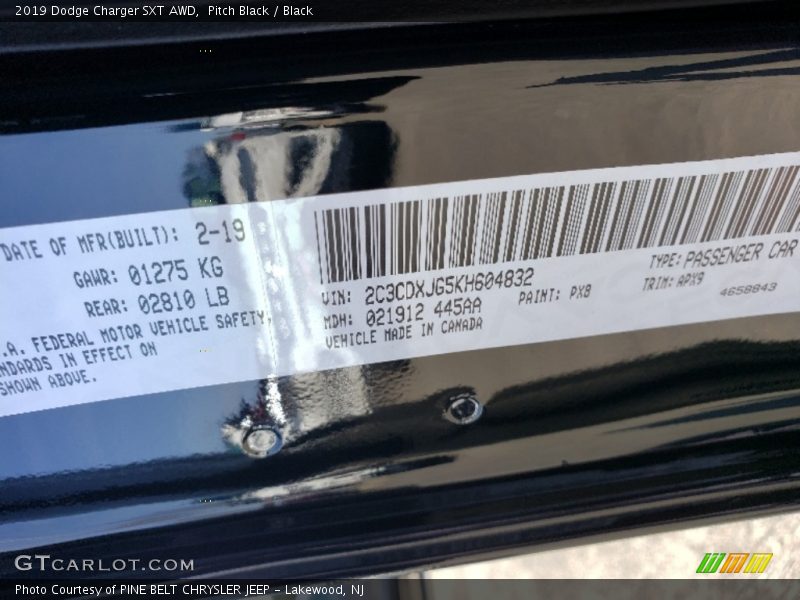 2019 Dodge Charger SXT AWD, Pitch Black / Black
DATE OF MFR(BUILT): 2-19
GAWR: 01275 KG
REAR: 02810 LB
.A. FEDERAL MOTOR VEHICLE SAFETY,
NDARDS IN EFFECT ON
SHOWN ABOVE.
VIN: 2C3CDXJG5KH604832
MDH: 021912 445AA
VEHICLE MADE IN CANADA
PAINT: PX8
TYPE: PASSENGER CAR
TRIM: APX9
4658843
GTCARLOT.COM
Photo Courtesy of PINE BELT CHRYSLER JEEP - Lakewood, NJ